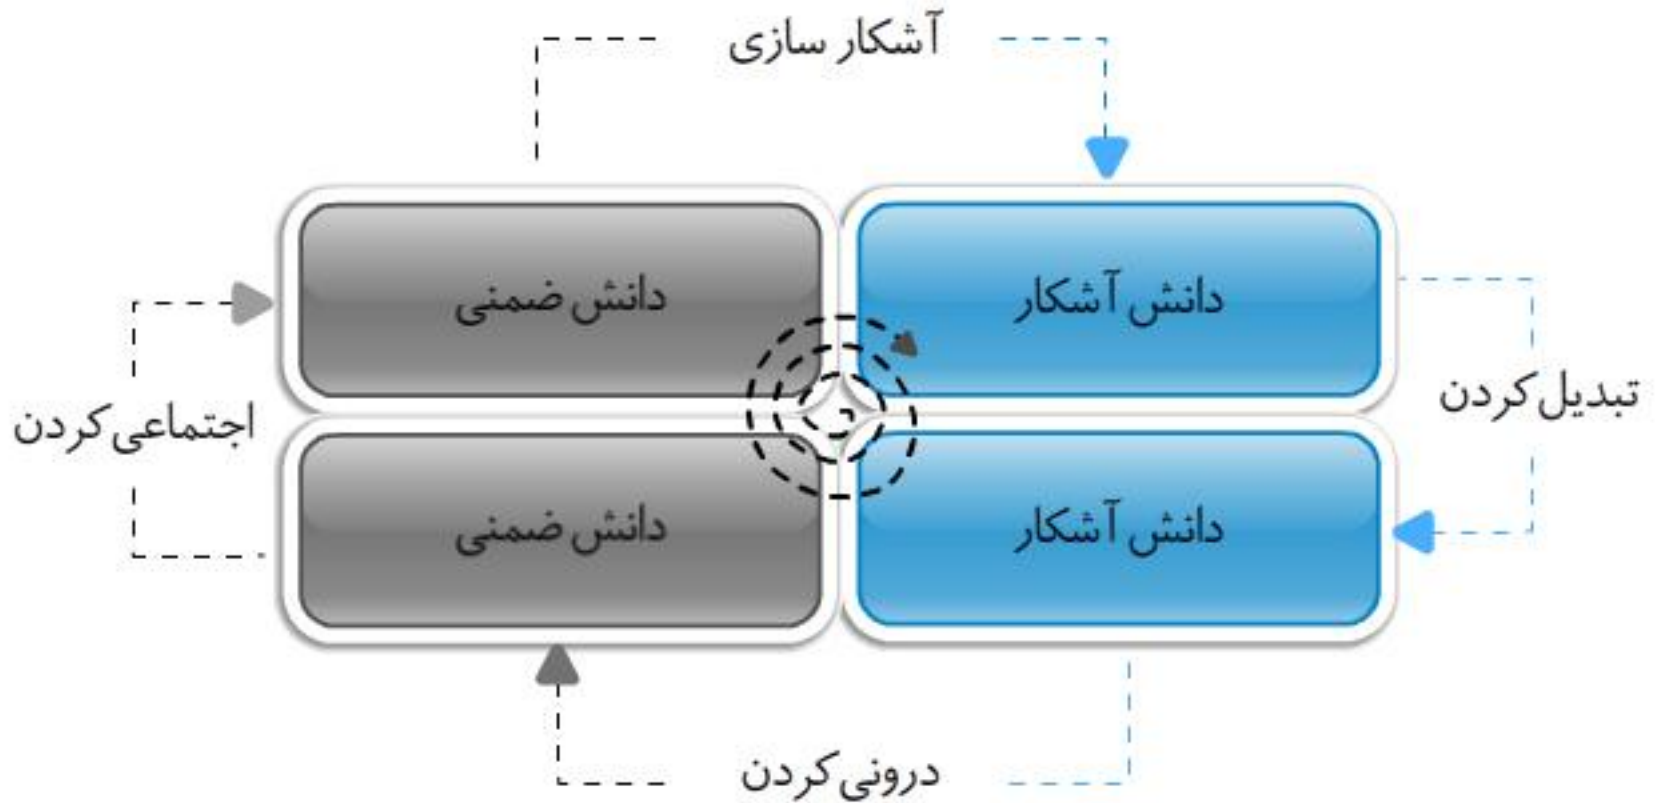 آشکار سازی
دانش آشکار
دانش ضمنی
تبدیل کردن
اجتماعی کردن
دانش آشکار
دانش ضمنی
درونی کردن